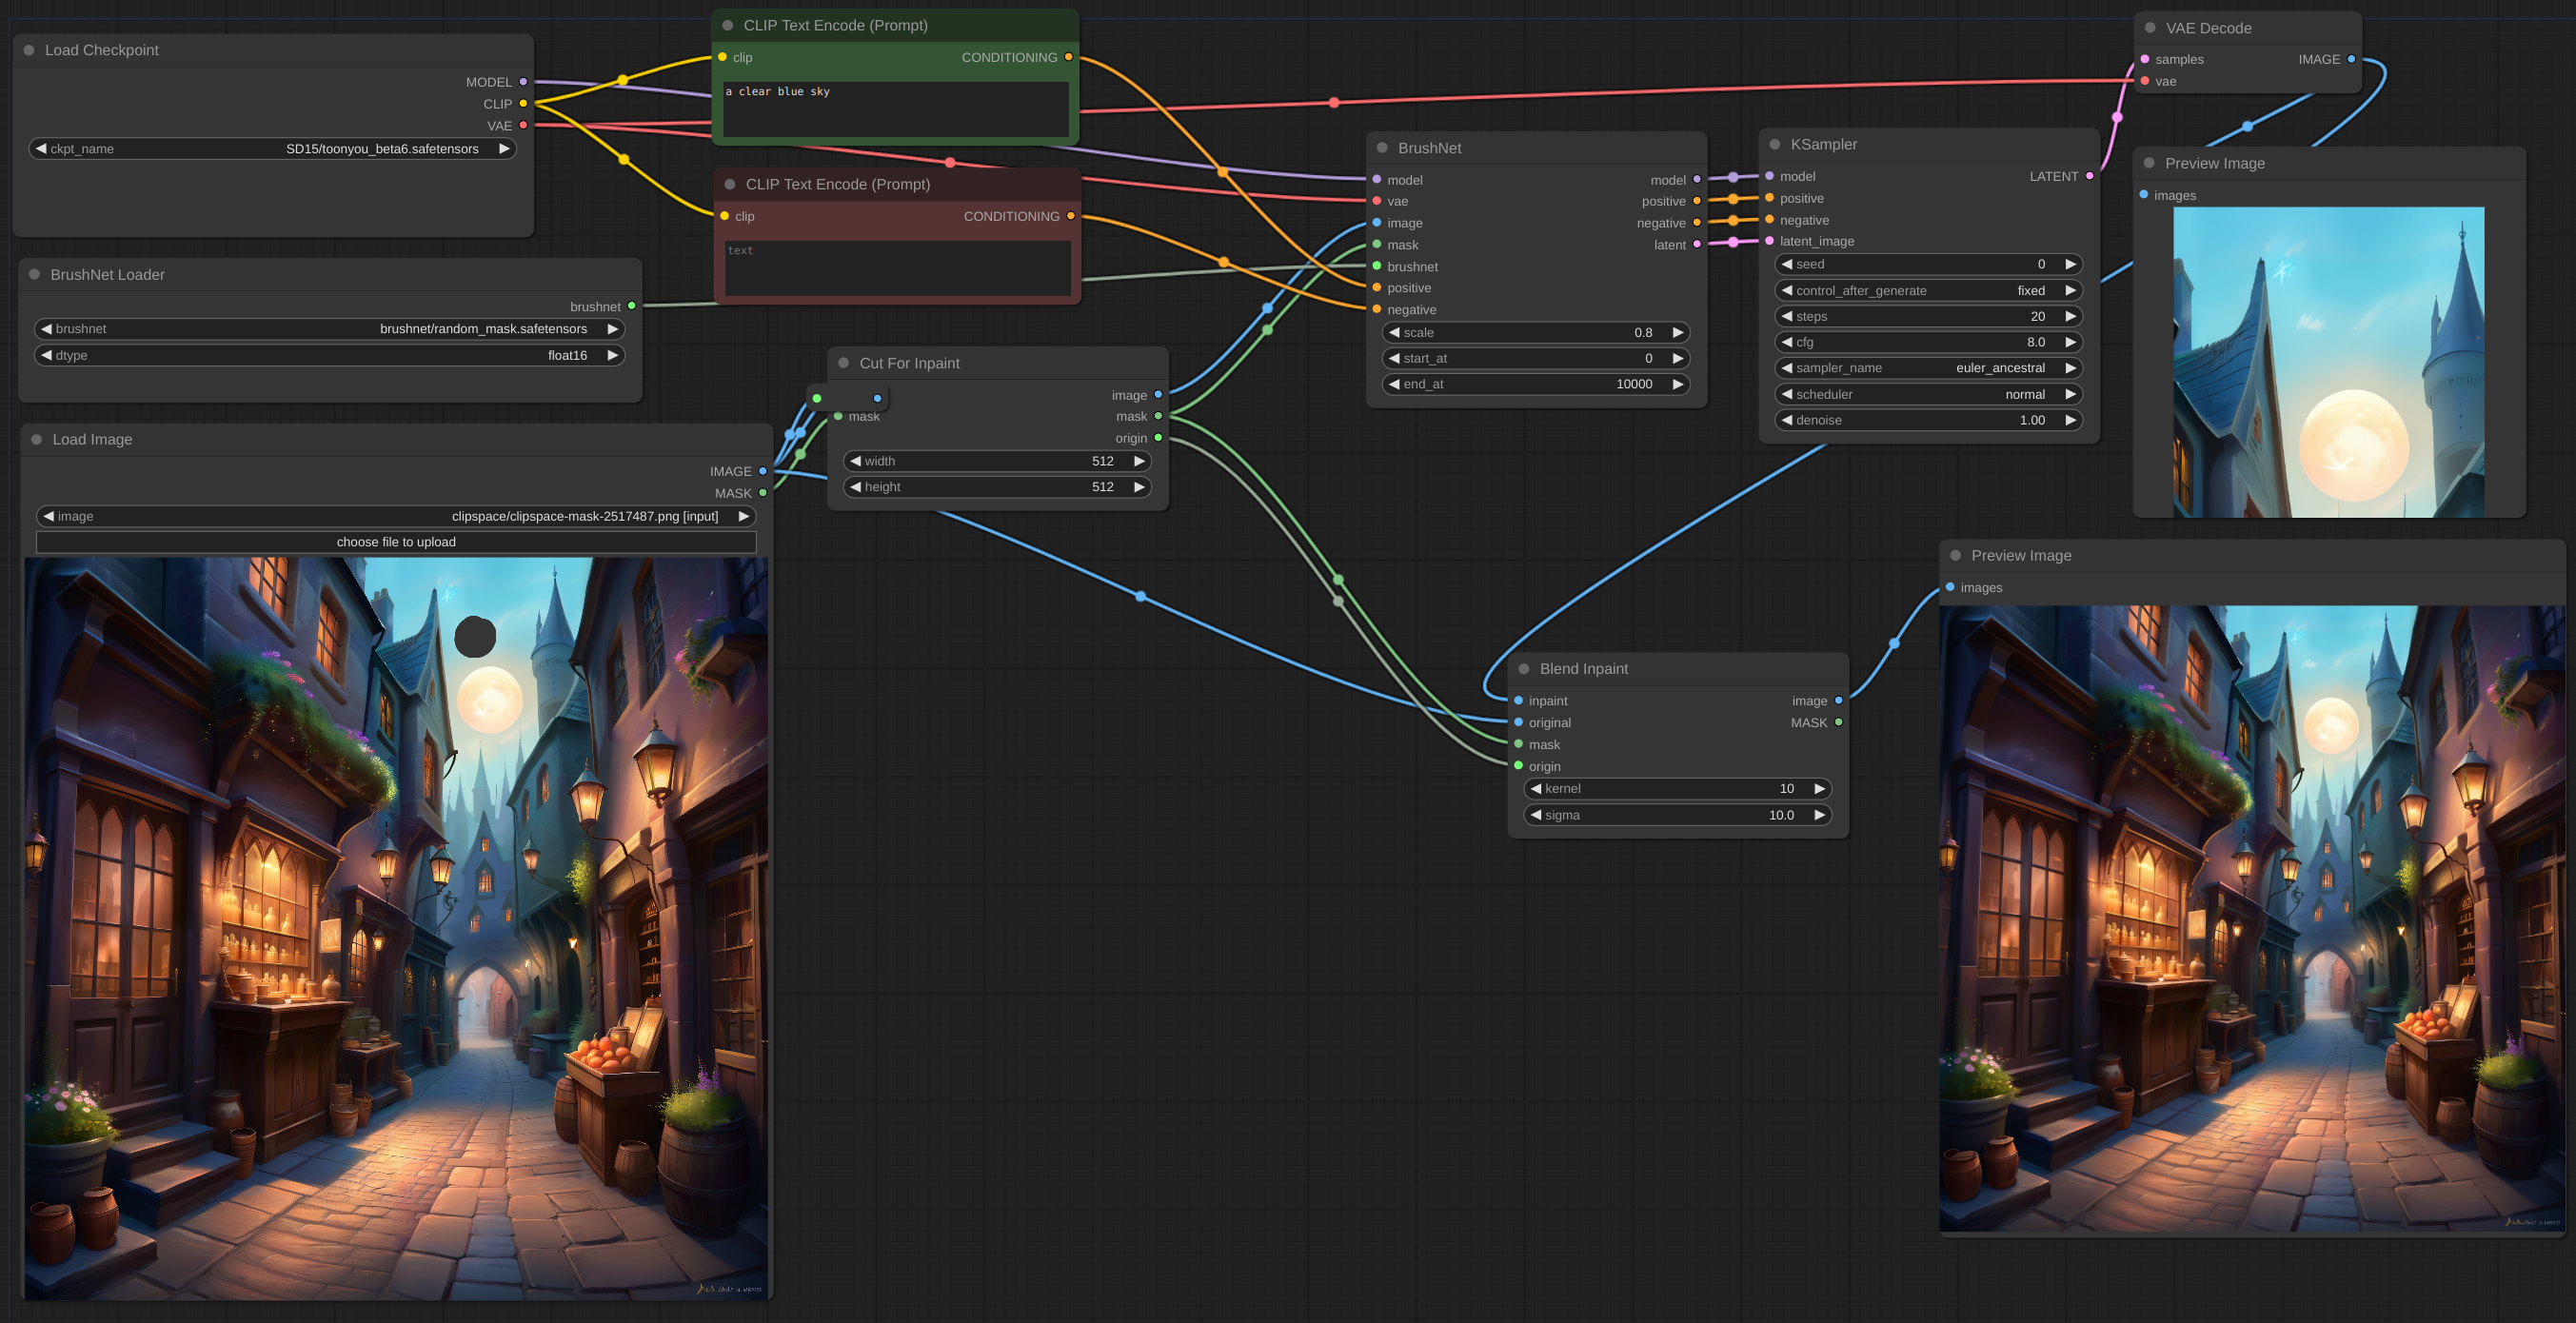 Load Checkpoint
MODEL
CLIP
VAE
ckpt_name SD15/toonyou_beta6.safetensors
BrushNet Loader
brushnet
brushnet brushnet/random_mask.safetensors
dtype float16
Load Image
IMAGE
MASK
image clipspace/clipspace-mask-2517487.png [input]
choose file to upload
CLIP Text Encode (Prompt)
clip CONDITIONING
a clear blue sky
CLIP Text Encode (Prompt)
clip CONDITIONING
text
Cut For Inpaint
image
mask mask
origin
width 512
height 512
BrushNet
model model
vae positive
image negative
mask latent
brushnet
positive
negative
scale 0.8
start_at 0
end_at 10000
KSampler
model LATENT
positive
negative
latent_image
seed 0
control_after_generate fixed
steps 20
cfg 8.0
sampler_name euler_ancestral
scheduler normal
denoise 1.00
VAE Decode
samples IMAGE
vae
Preview Image
images
Blend Inpaint
inpaint image
original MASK
mask
origin
kernel 10
sigma 10.0
Preview Image
images